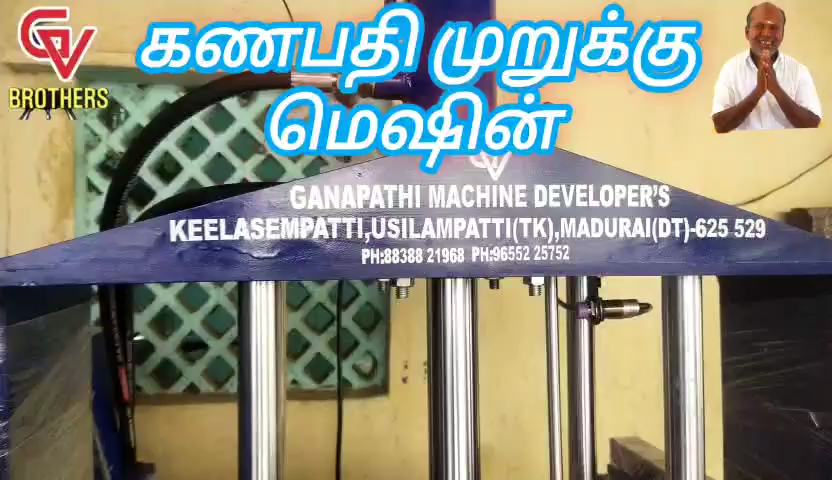 GV
BROTHERS
கணபதி முறுக்கு
மெஷின்
GV
GANAPATHI MACHINE DEVELOPER'S
KEELASEMPATTI,USILAMPATTI(TK),MADURAI(DT)-625 529
PH:88388 21968 PH:96552 25752